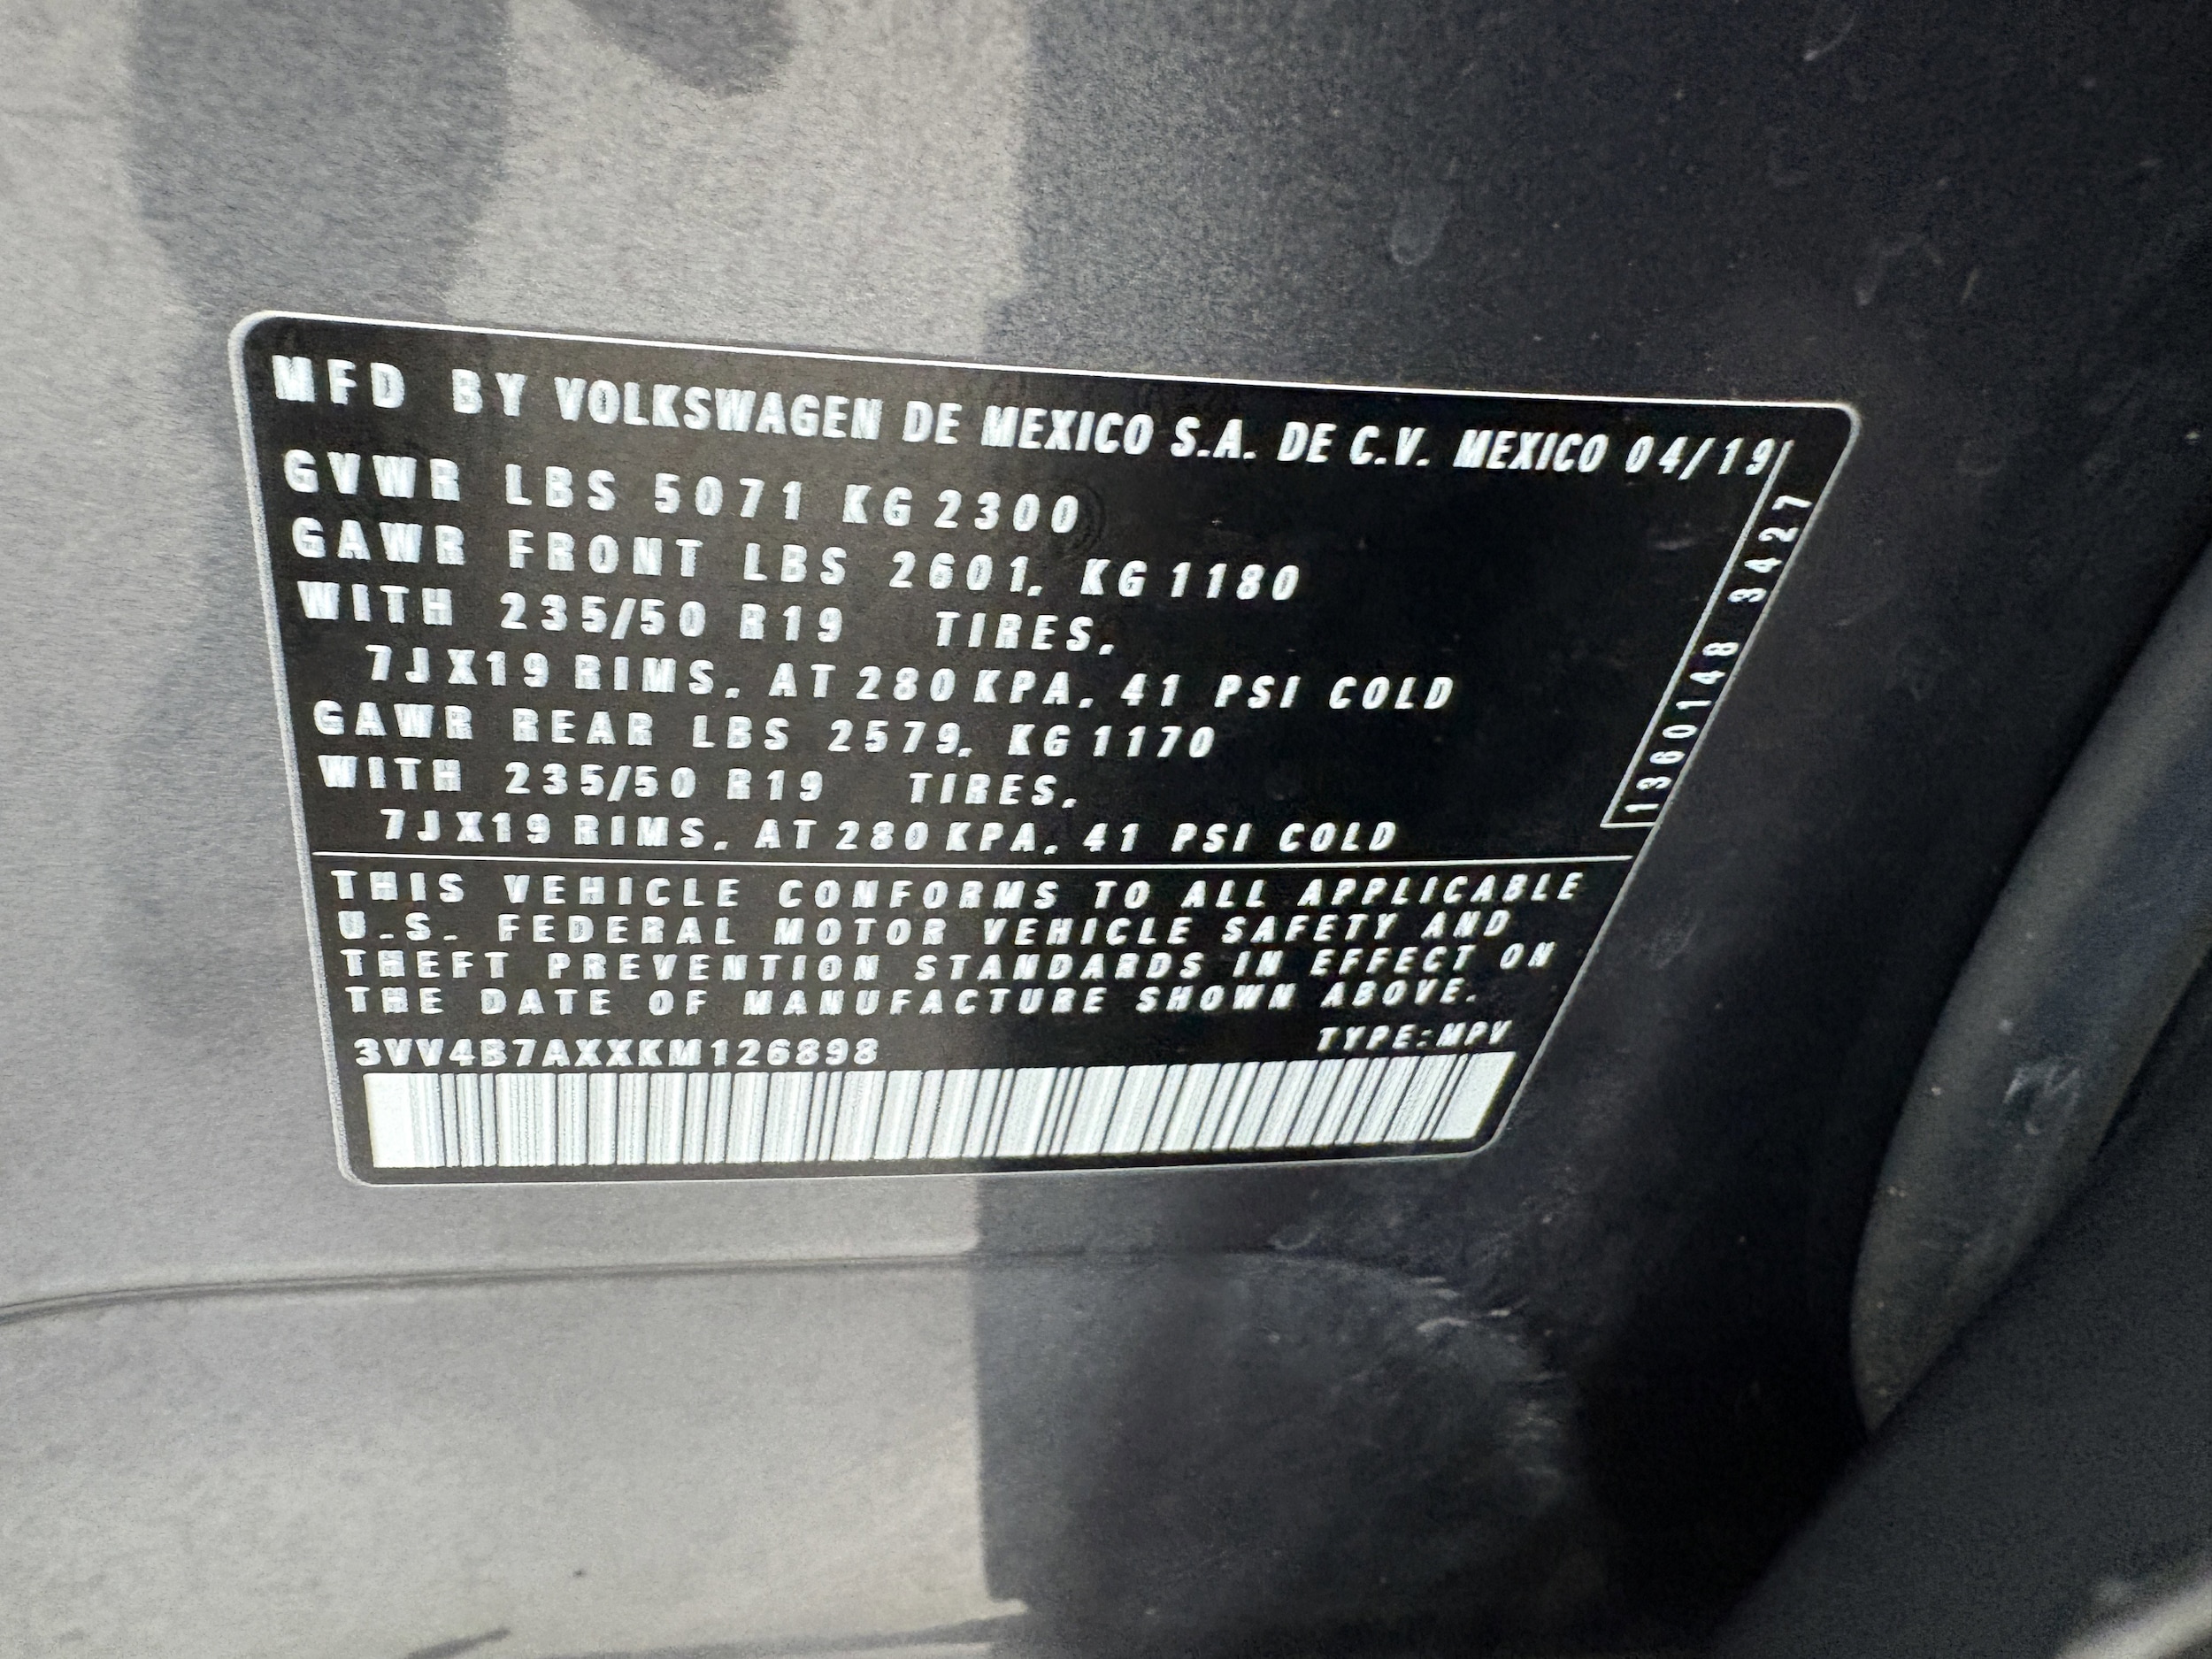 MFD BY VOLKSWAGEN DE MEXICO S.A. DE C.V. MEXICO 04/19
GVWR LBS 5071 KG 2300
GAWR FRONT LBS 2601, KG 1180
WITH 235/50 R19 TIRES,
7JX19 RIMS, AT 280 KPA, 41 PSI COLD
GAWR REAR LBS 2579, KG 1170
WITH 235/50 R19 TIRES,
7JX19 RIMS, AT 280 KPA, 41 PSI COLD
1360148 3427
THIS VEHICLE CONFORMS TO ALL APPLICABLE
U.S. FEDERAL MOTOR VEHICLE SAFETY AND
THEFT PREVENTION STANDARDS IN EFFECT ON
THE DATE OF MANUFACTURE SHOWN ABOVE.
3VV4B7AXXKM126898 TYPE:MPV